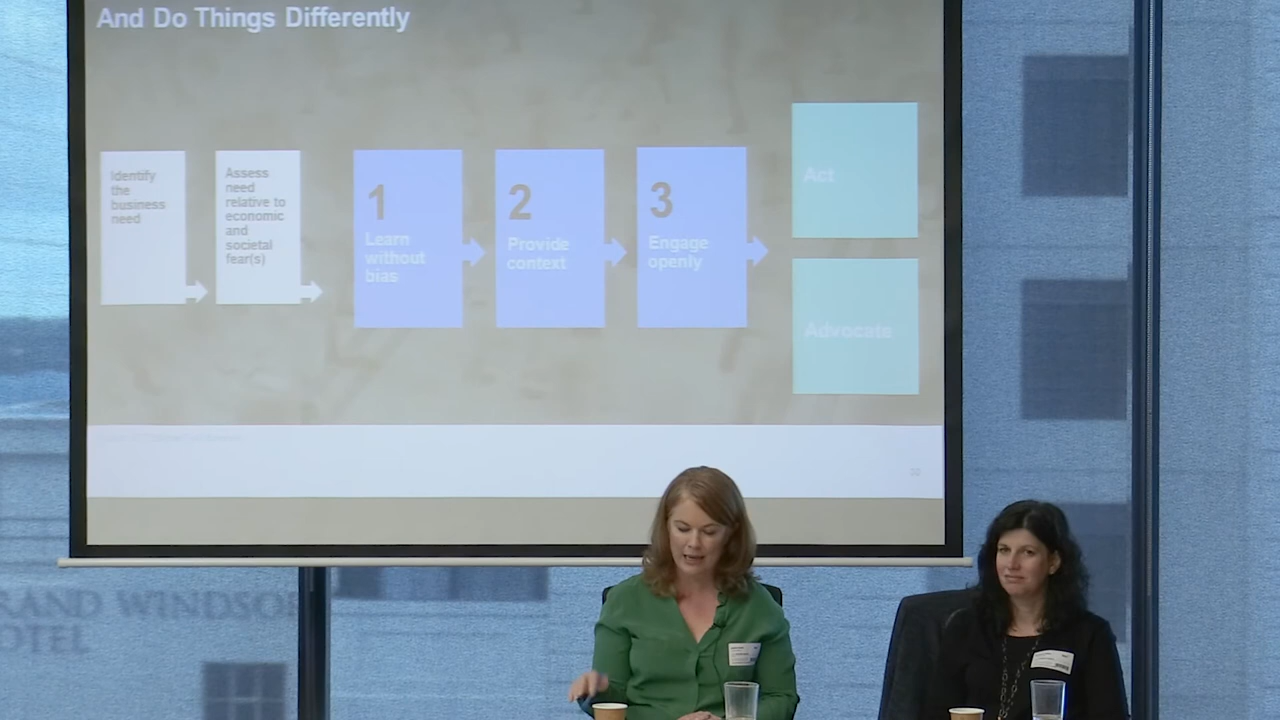 And Do Things Differently
Identify
the
business
need
Assess
need
relative to
economic
and
societal
fear(s)
1
Learn
without
bias
2
Provide
context
3
Engage
openly
Act
Advocate
RAND WINDSO
OTEL